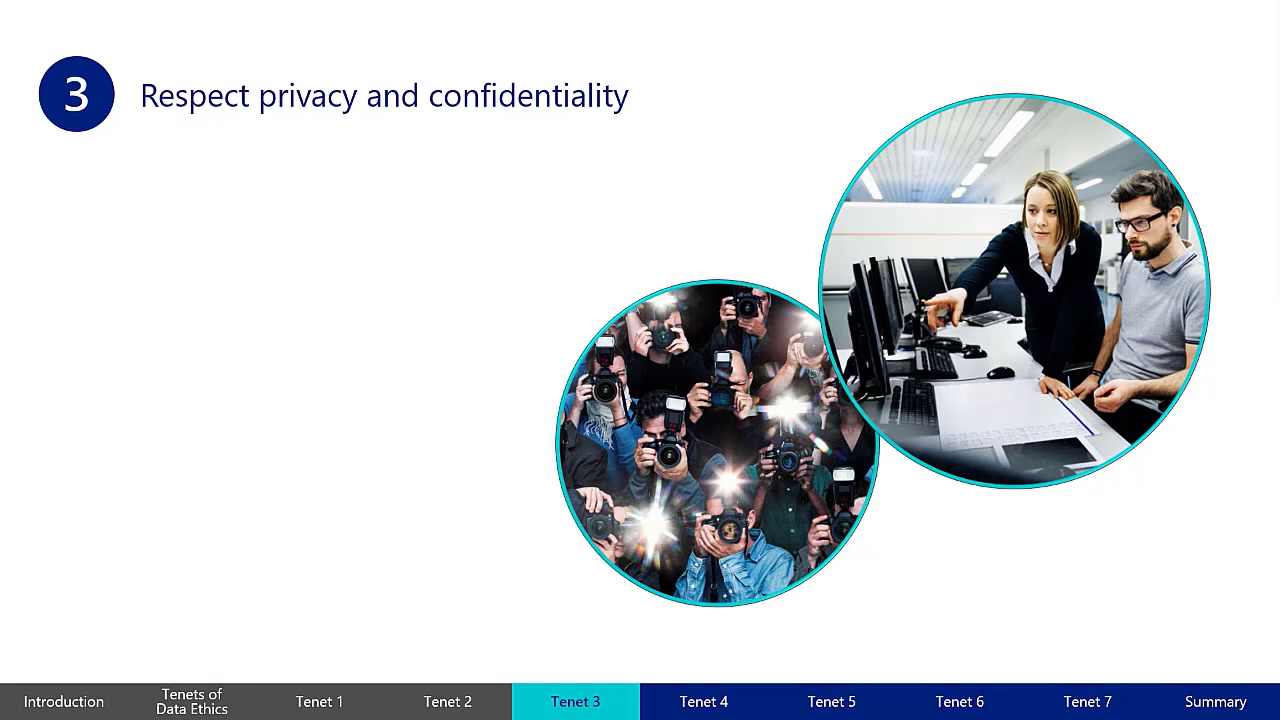 3
Respect privacy and confidentiality
Introduction
Tenets of
Data Ethics
Tenet 1
Tenet 2
Tenet 3
Tenet 4
Tenet 5
Tenet 6
Tenet 7
Summary